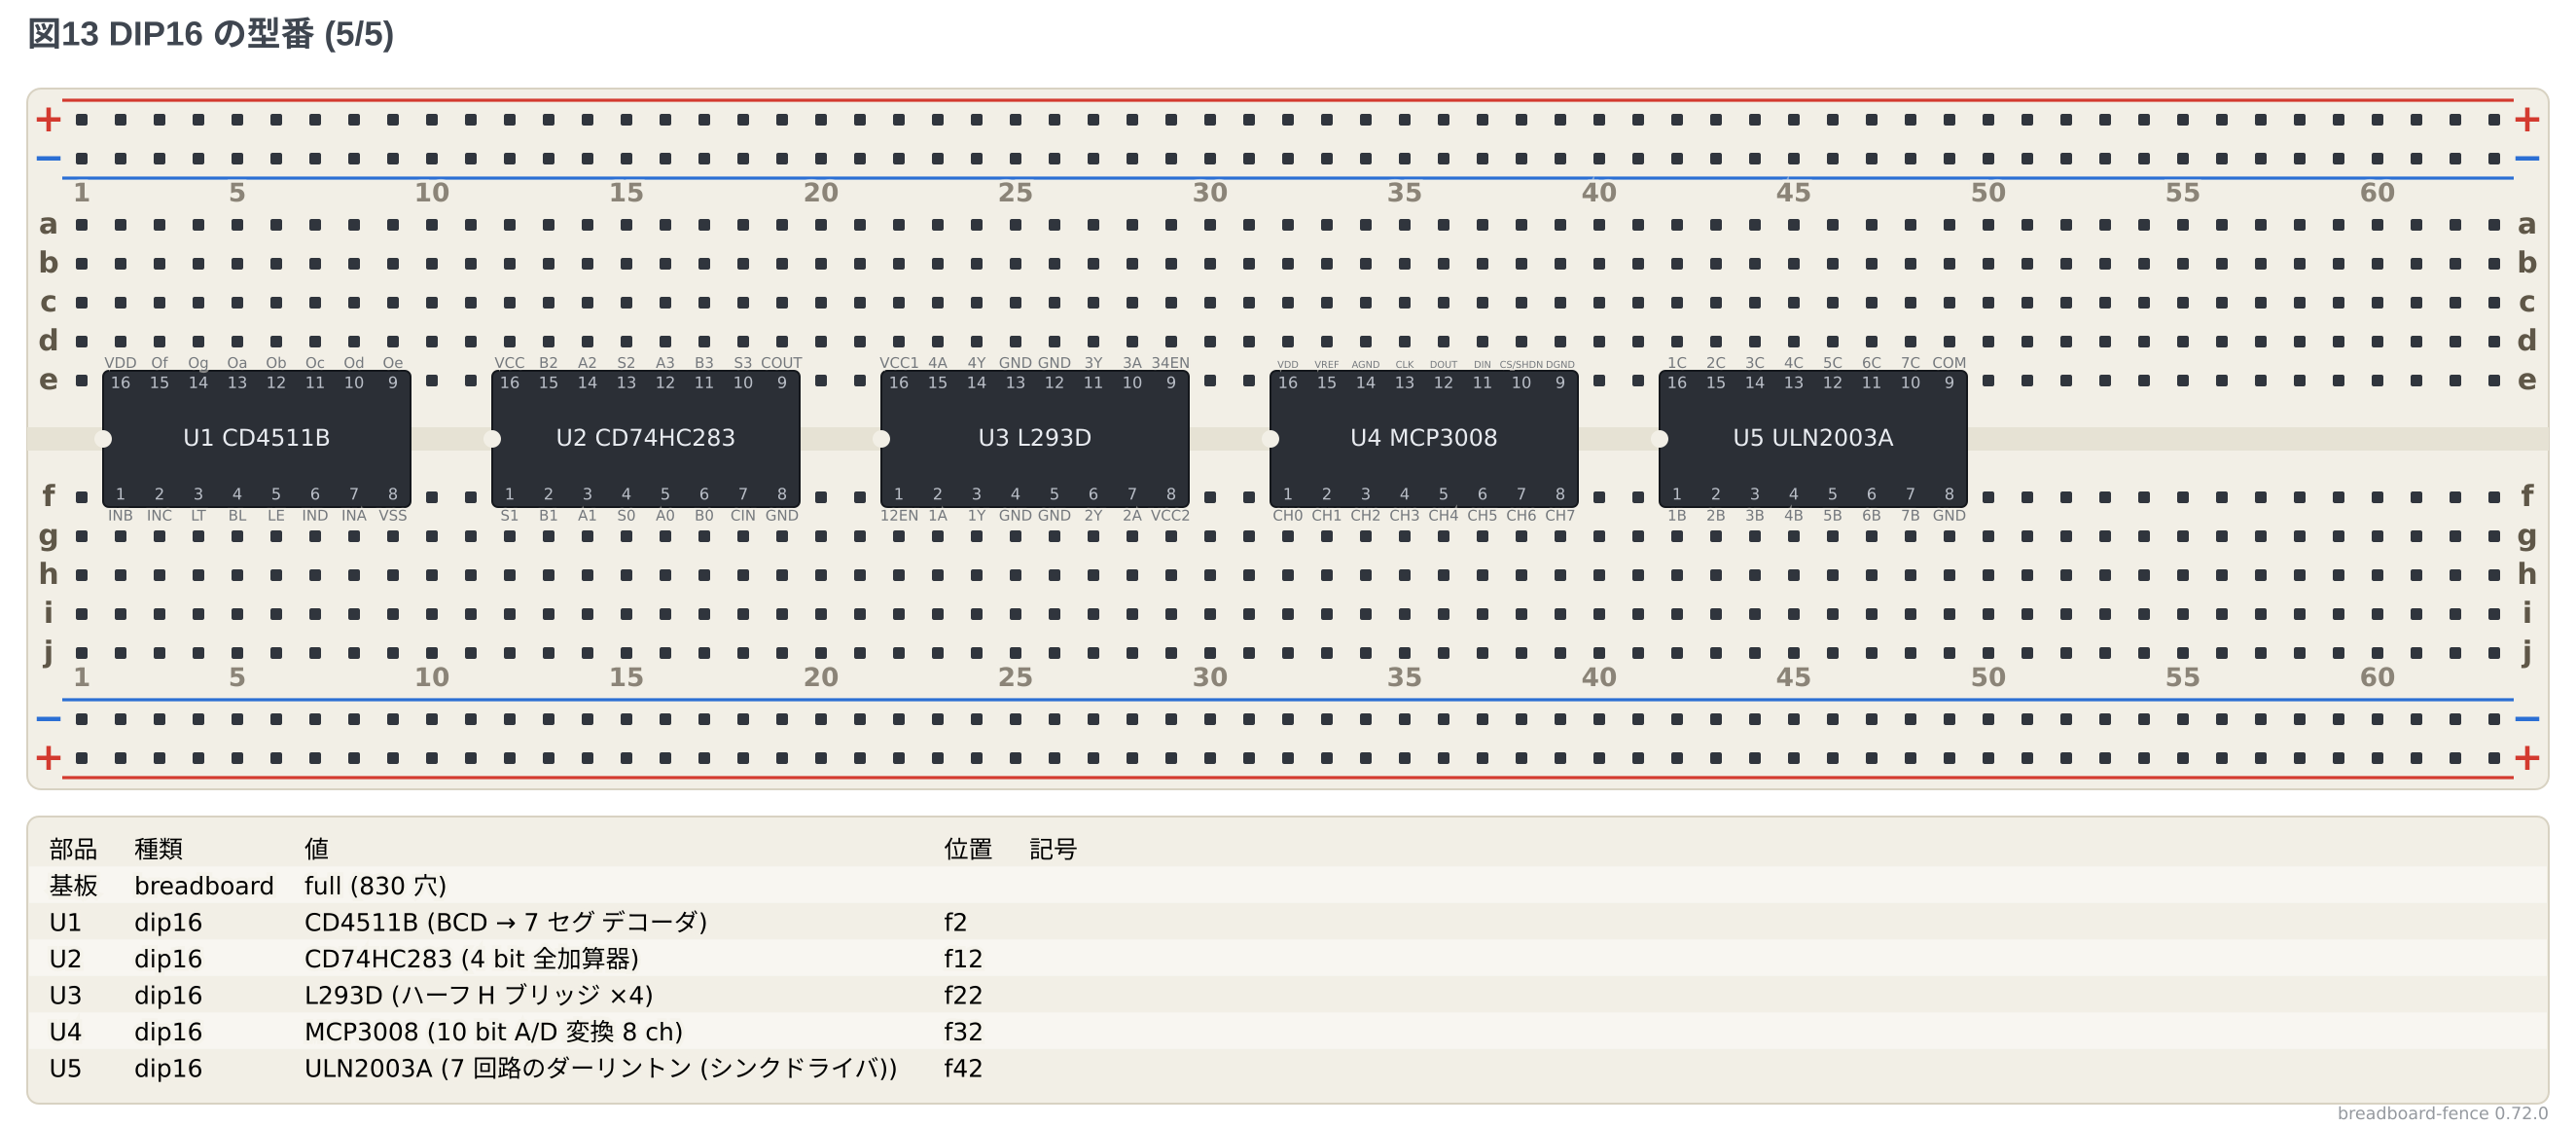 図13 DIP16 の型番 (5/5)
+ +
− −
1 5 10 15 20 25 30 35 40 45 50 55 60
a a
b b
c c
d d
VDD Of Og Oa Ob Oc Od Oe VCC B2 A2 S2 A3 B3 S3 COUT VCC1 4A 4Y GND GND 3Y 3A 34EN VDD VREF AGND CLK DOUT DIN CS/SHDN DGND 1C 2C 3C 4C 5C 6C 7C COM
e 16 15 14 13 12 11 10 9 16 15 14 13 12 11 10 9 16 15 14 13 12 11 10 9 16 15 14 13 12 11 10 9 16 15 14 13 12 11 10 9 e
U1 CD4511B U2 CD74HC283 U3 L293D U4 MCP3008 U5 ULN2003A
f 1 2 3 4 5 6 7 8 1 2 3 4 5 6 7 8 1 2 3 4 5 6 7 8 1 2 3 4 5 6 7 8 1 2 3 4 5 6 7 8 f
INB INC LT BL LE IND INA VSS S1 B1 A1 S0 A0 B0 CIN GND 12EN 1A 1Y GND GND 2Y 2A VCC2 CH0 CH1 CH2 CH3 CH4 CH5 CH6 CH7 1B 2B 3B 4B 5B 6B 7B GND
g g
h h
i i
j j
1 5 10 15 20 25 30 35 40 45 50 55 60
− −
+ +
部品 種類 値 位置 記号
基板 breadboard full (830 穴)
U1 dip16 CD4511B (BCD → 7 セグ デコーダ) f2
U2 dip16 CD74HC283 (4 bit 全加算器) f12
U3 dip16 L293D (ハーフ H ブリッジ ×4) f22
U4 dip16 MCP3008 (10 bit A/D 変換 8 ch) f32
U5 dip16 ULN2003A (7 回路のダーリントン (シンクドライバ)) f42
breadboard-fence 0.72.0